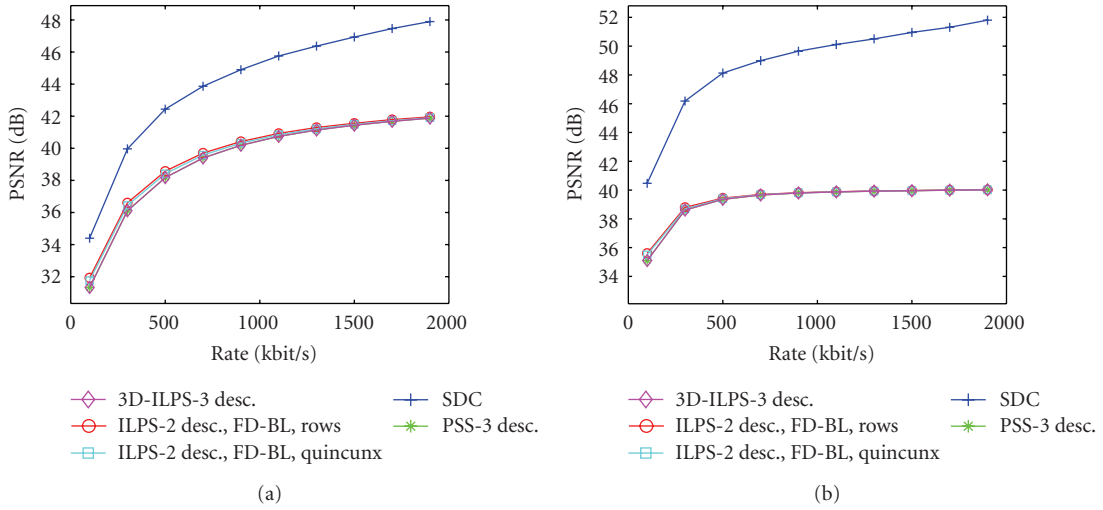 48
46
44
42
40
38
36
34
32
PSNR (dB)
0 500 1000 1500 2000
Rate (kbit/s)
3D-ILPS-3 desc.
ILPS-2 desc., FD-BL, rows
ILPS-2 desc., FD-BL, quincunx
SDC
PSS-3 desc.
(a)
52
50
48
46
44
42
40
38
36
34
PSNR (dB)
0 500 1000 1500 2000
Rate (kbit/s)
3D-ILPS-3 desc.
ILPS-2 desc., FD-BL, rows
ILPS-2 desc., FD-BL, quincunx
SDC
PSS-3 desc.
(b)